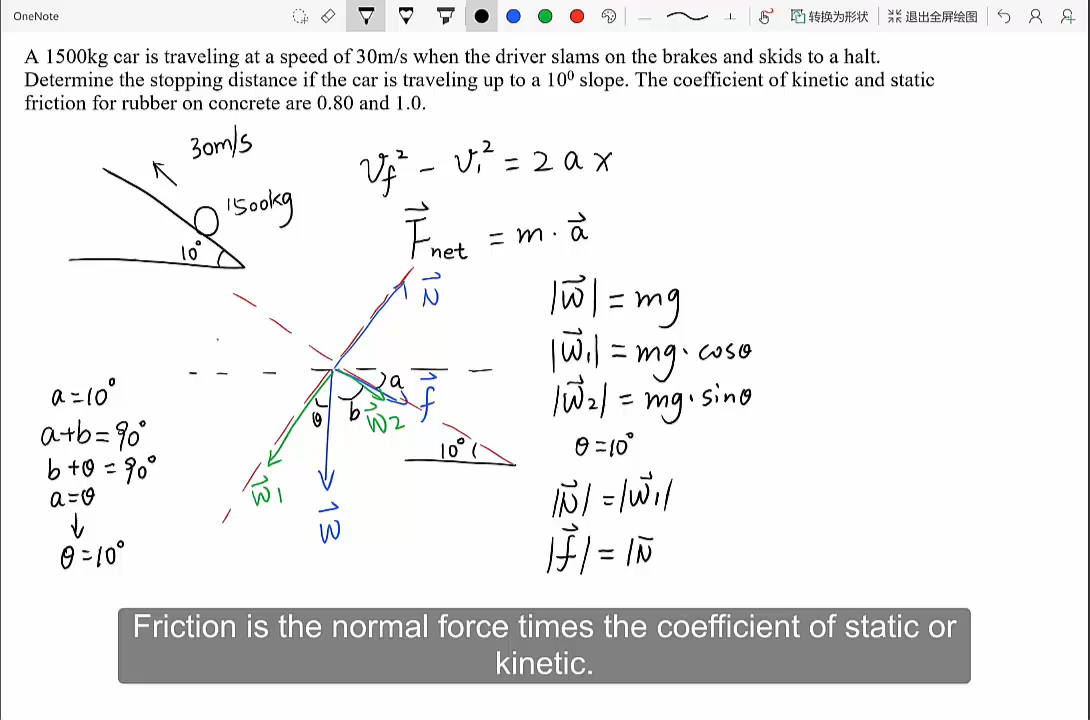 OneNote
转换为形状
退出全屏绘图
A 1500kg car is traveling at a speed of 30m/s when the driver slams on the brakes and skids to a halt.
Determine the stopping distance if the car is traveling up to a 10⁰ slope. The coefficient of kinetic and static
friction for rubber on concrete are 0.80 and 1.0.
30m/s
1500kg
10°
v_f² - v_i² = 2 a x
F⃗net = m · a⃗
N⃗
a
f⃗
b
W⃗2
θ
W⃗1
W⃗
10°
|W⃗| = mg
|W⃗1| = mg · cosθ
|W⃗2| = mg · sinθ
θ = 10°
|N⃗| = |W⃗1|
|f⃗| = |N⃗
a = 10°
a + b = 90°
b + θ = 90°
a = θ
↓
θ = 10°
Friction is the normal force times the coefficient of static or
kinetic.